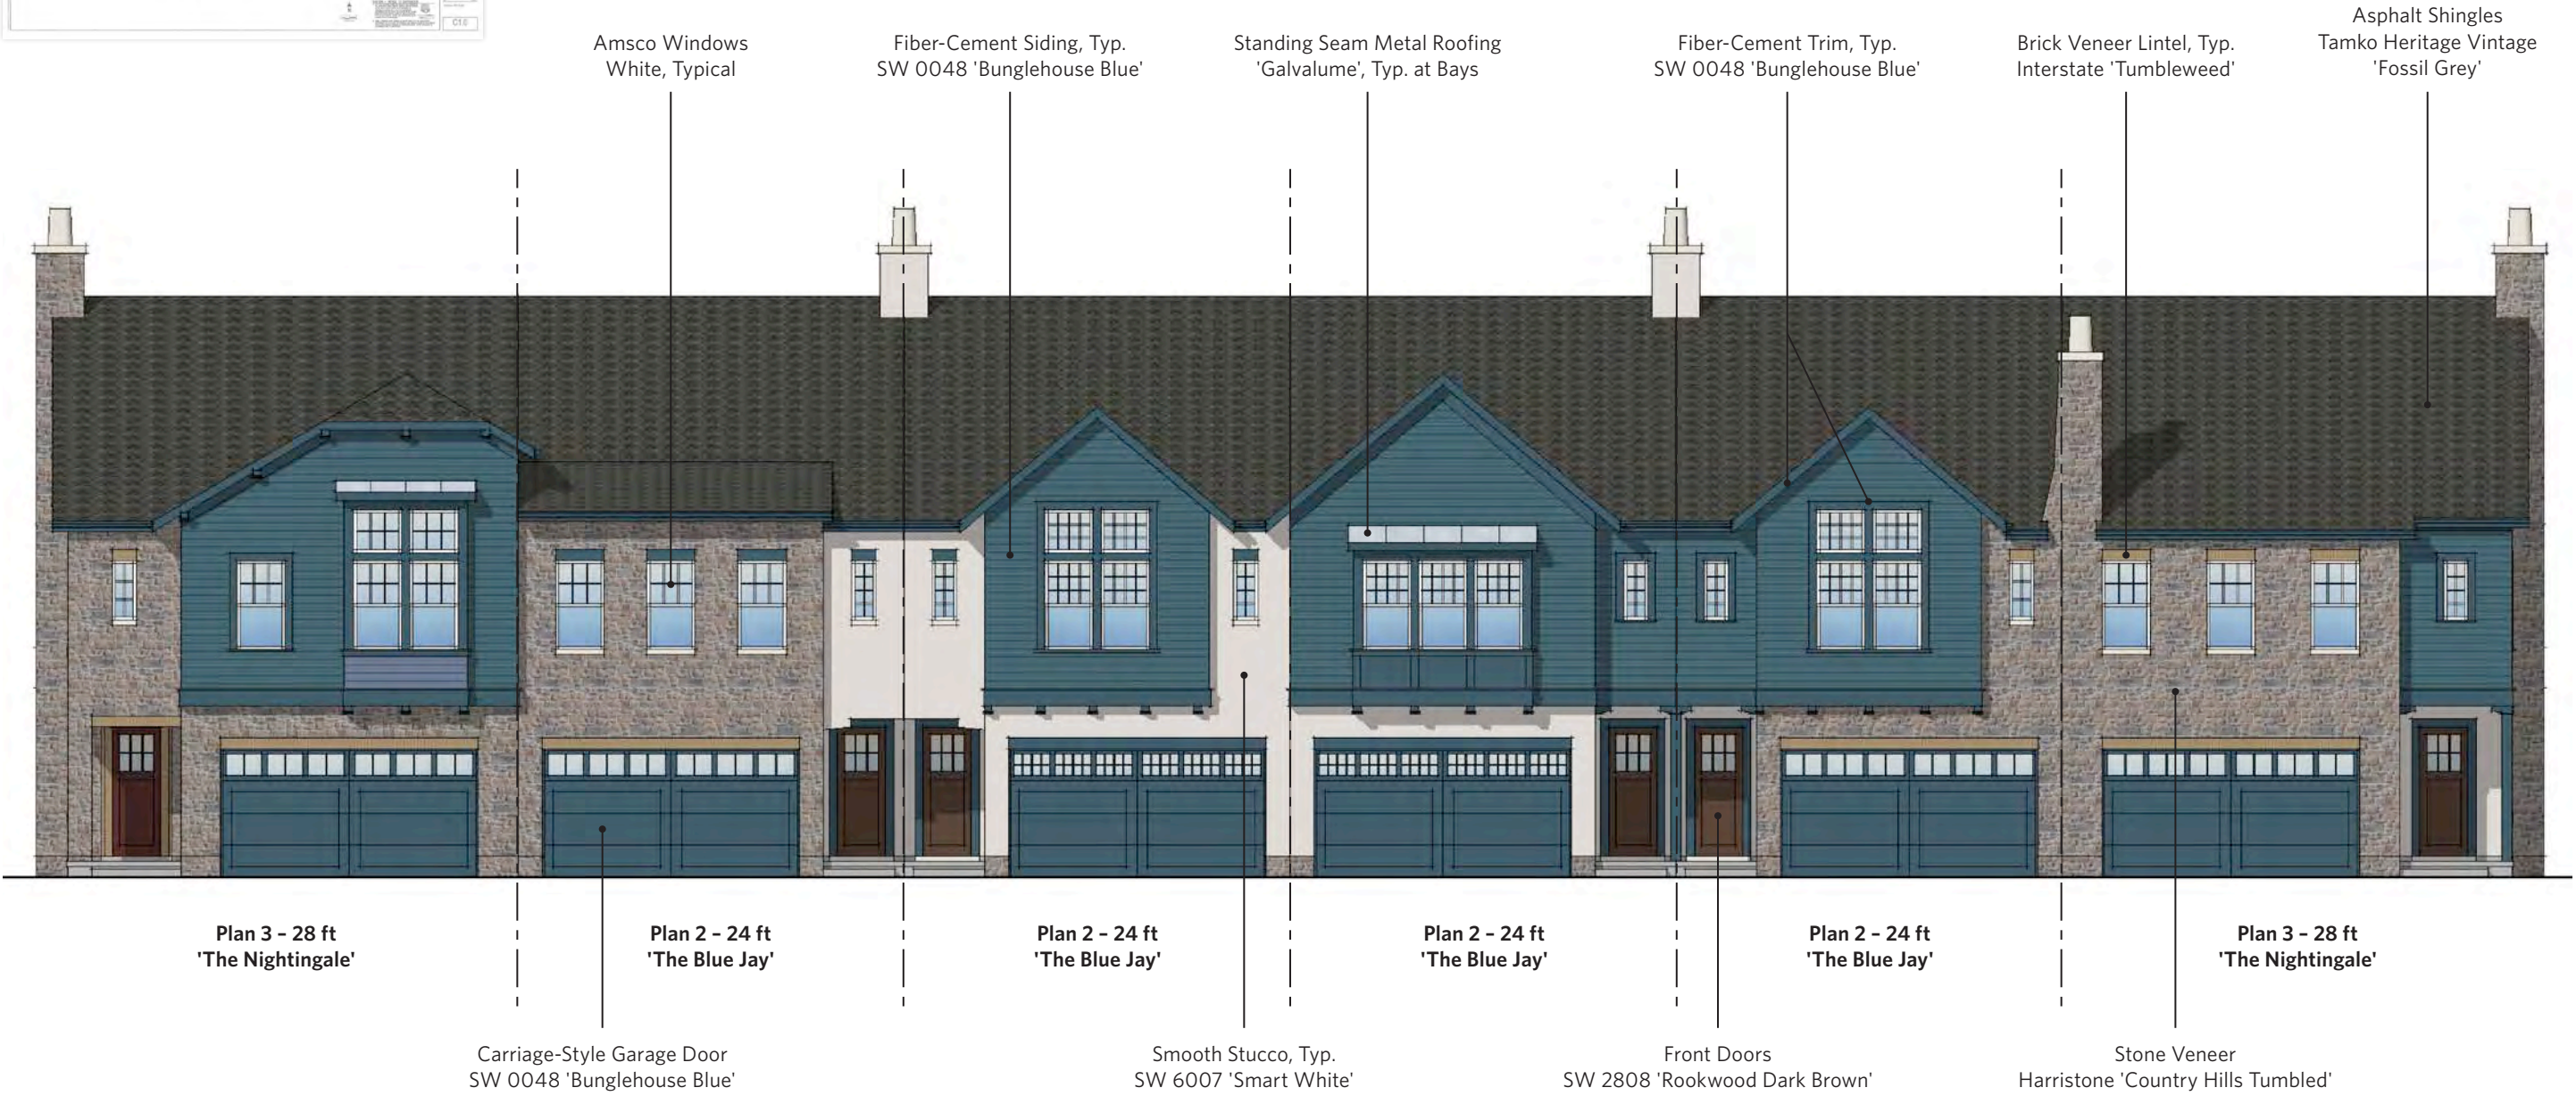 C1.0
Amsco Windows
White, Typical
Fiber-Cement Siding, Typ.
SW 0048 'Bunglehouse Blue'
Standing Seam Metal Roofing
'Galvalume', Typ. at Bays
Fiber-Cement Trim, Typ.
SW 0048 'Bunglehouse Blue'
Brick Veneer Lintel, Typ.
Interstate 'Tumbleweed'
Asphalt Shingles
Tamko Heritage Vintage
'Fossil Grey'
Plan 3 – 28 ft
'The Nightingale'
Plan 2 – 24 ft
'The Blue Jay'
Plan 2 – 24 ft
'The Blue Jay'
Plan 2 – 24 ft
'The Blue Jay'
Plan 2 – 24 ft
'The Blue Jay'
Plan 3 – 28 ft
'The Nightingale'
Carriage-Style Garage Door
SW 0048 'Bunglehouse Blue'
Smooth Stucco, Typ.
SW 6007 'Smart White'
Front Doors
SW 2808 'Rookwood Dark Brown'
Stone Veneer
Harristone 'Country Hills Tumbled'